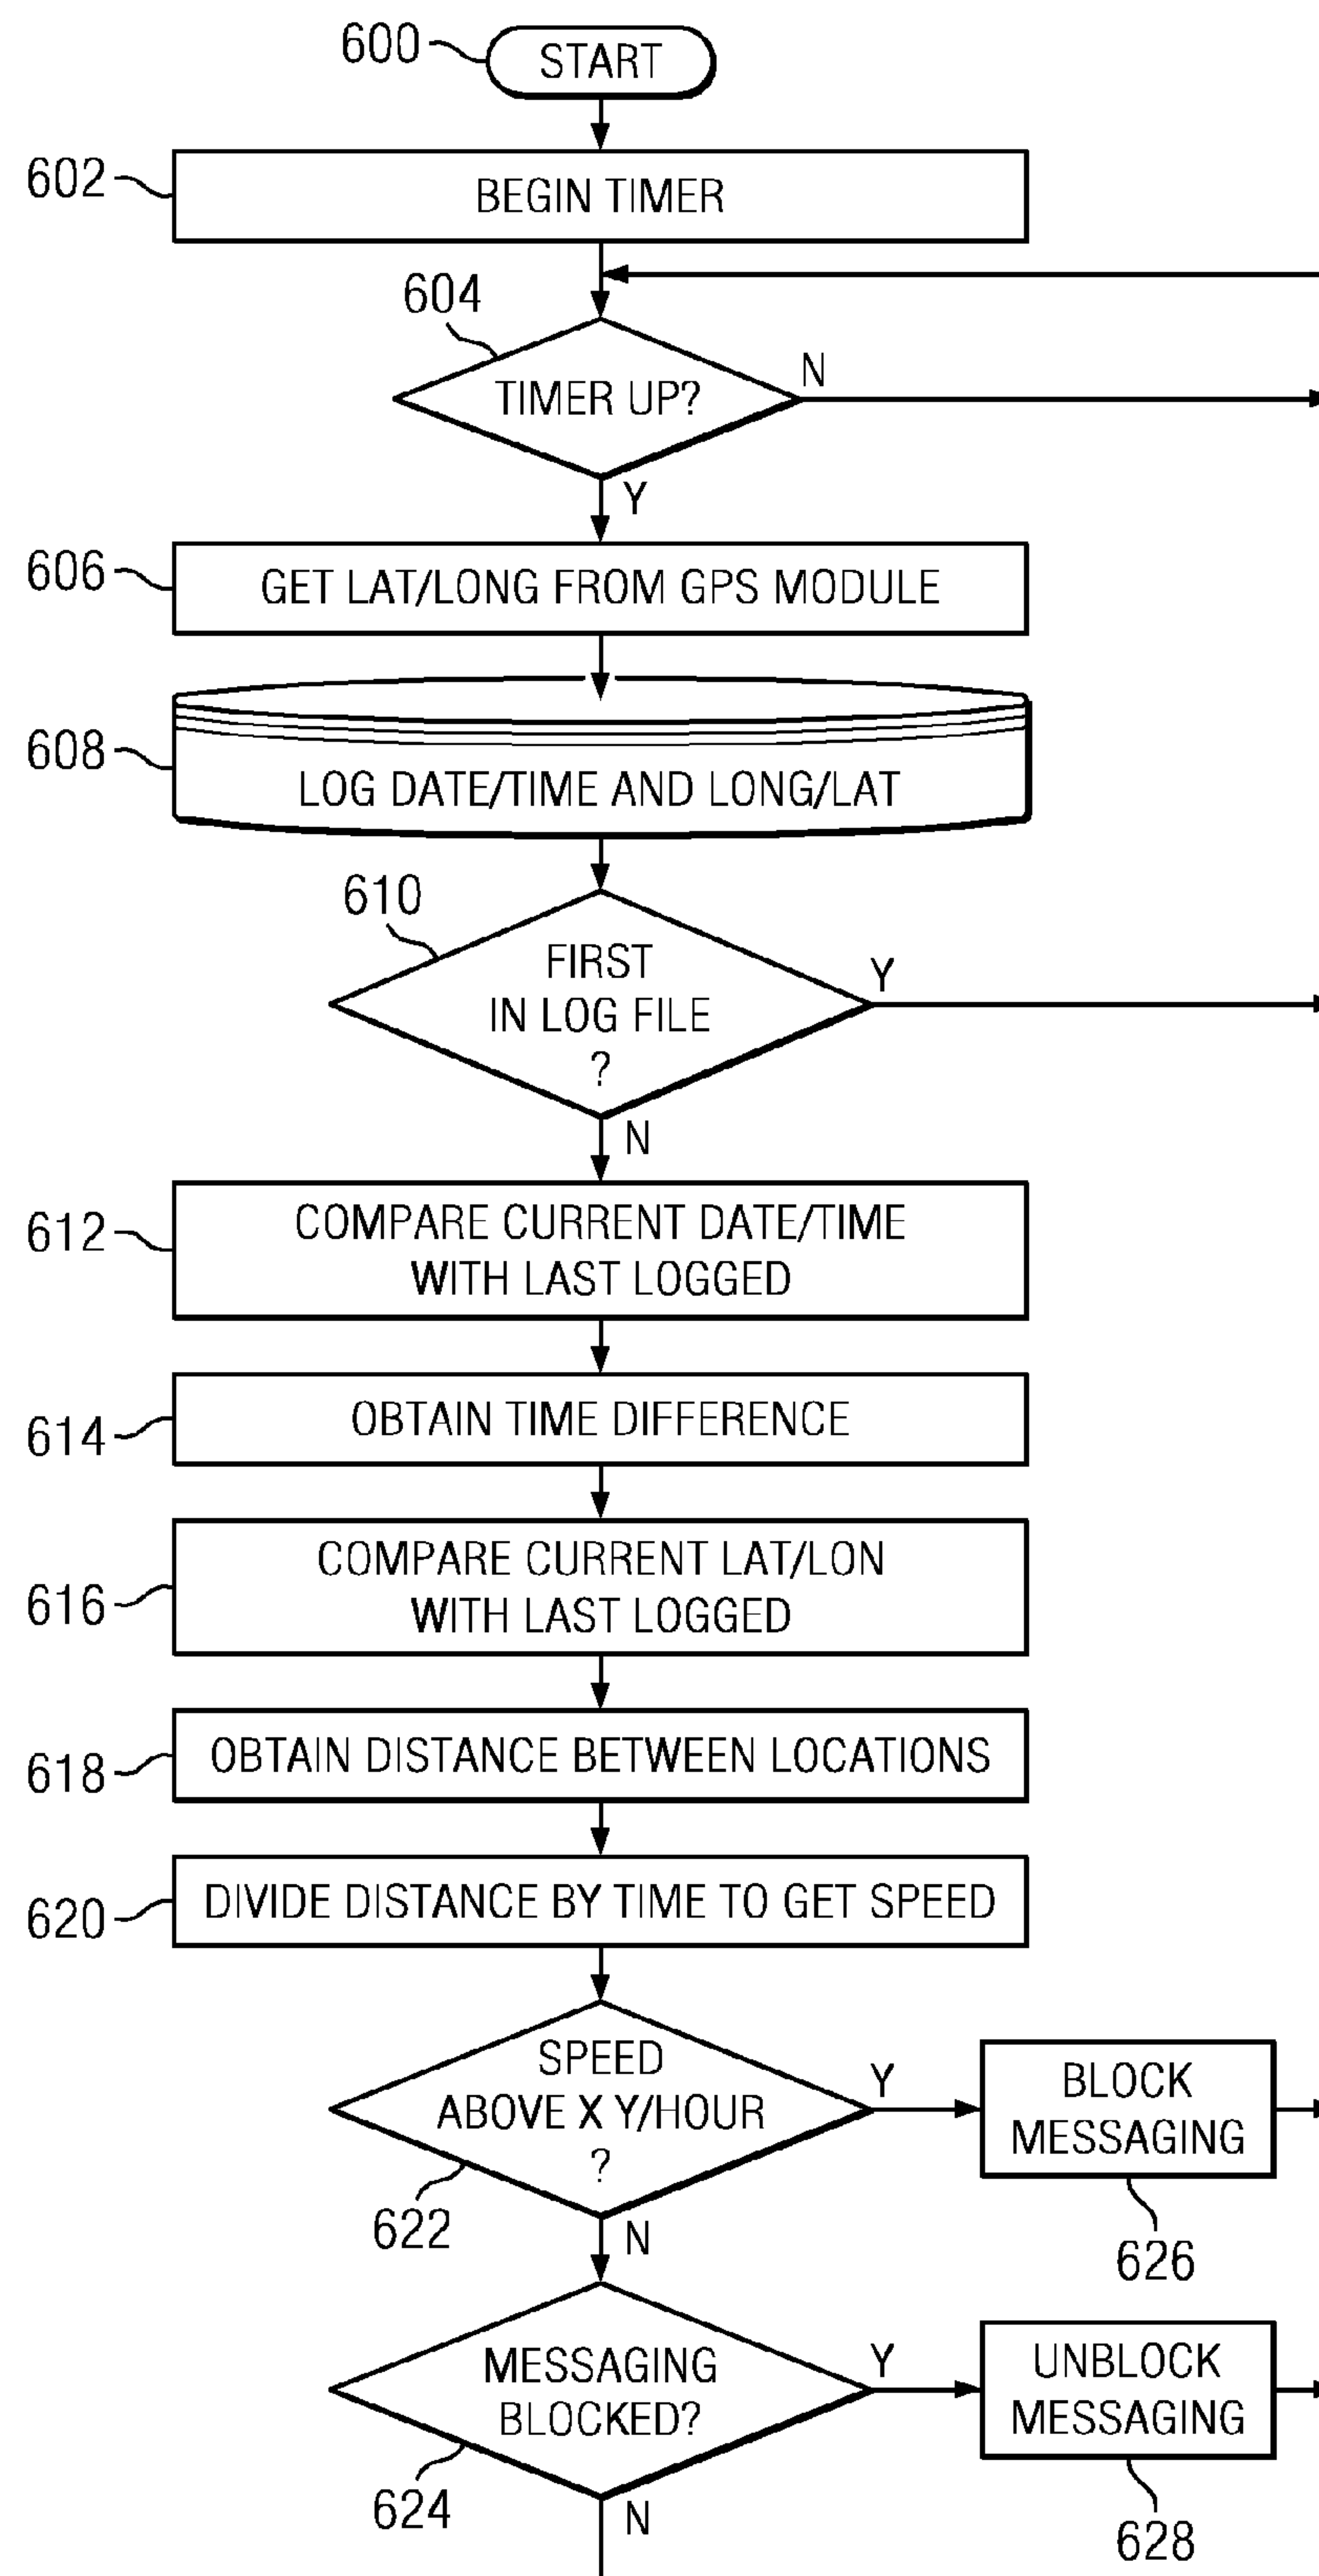 600
START
602
BEGIN TIMER
604
TIMER UP?
N
Y
606
GET LAT/LONG FROM GPS MODULE
608
LOG DATE/TIME AND LONG/LAT
610
FIRST
IN LOG FILE
?
Y
N
612
COMPARE CURRENT DATE/TIME
WITH LAST LOGGED
614
OBTAIN TIME DIFFERENCE
616
COMPARE CURRENT LAT/LON
WITH LAST LOGGED
618
OBTAIN DISTANCE BETWEEN LOCATIONS
620
DIVIDE DISTANCE BY TIME TO GET SPEED
SPEED
ABOVE X Y/HOUR
?
622
Y
BLOCK
MESSAGING
626
N
MESSAGING
BLOCKED?
624
Y
UNBLOCK
MESSAGING
628
N